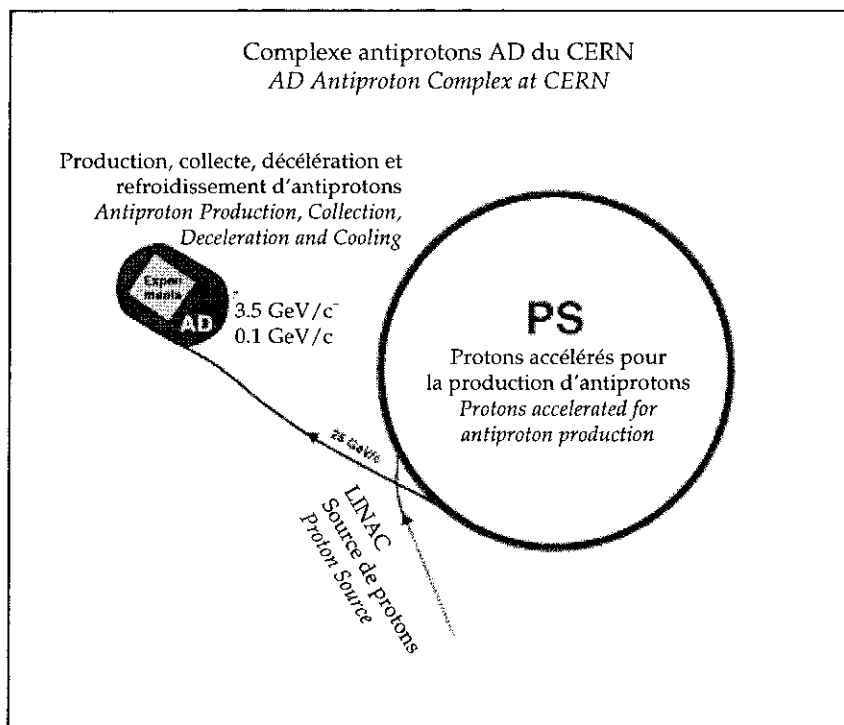 Complexe antiprotons AD du CERN
AD Antiproton Complex at CERN
Production, collecte, décélération et
refroidissement d'antiprotons
Antiproton Production, Collection,
Deceleration and Cooling
Experi
ments
AD
3.5 GeV/c
0.1 GeV/c
PS
Protons accélérés pour
la production d'antiprotons
Protons accelerated for
antiproton production
26 GeV/c
LINAC
Source de protons
Proton Source